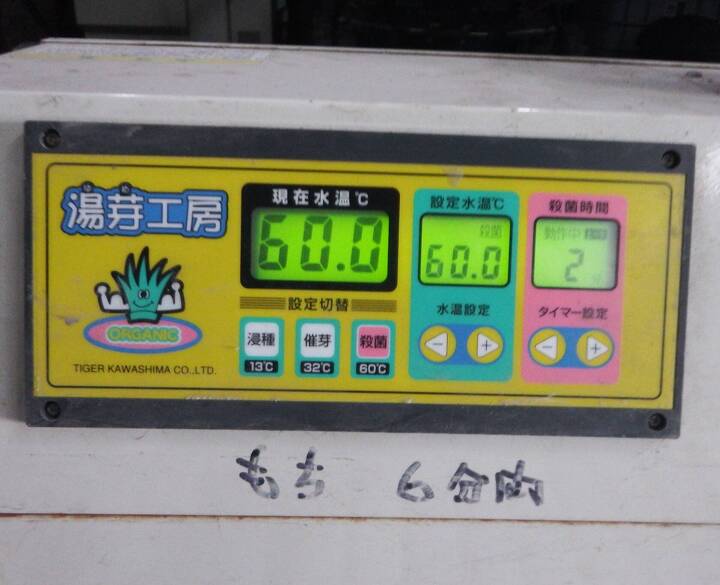 ゆめ
湯芽工房
ORGANIC
TIGER KAWASHIMA CO.,LTD.
現在水温℃
60.0
設定切替
浸種
催芽
殺菌
13℃
32℃
60℃
設定水温℃
殺菌
60.0
水温設定
- +
殺菌時間
動作中
2
タイマー設定
- +
もち 6分内